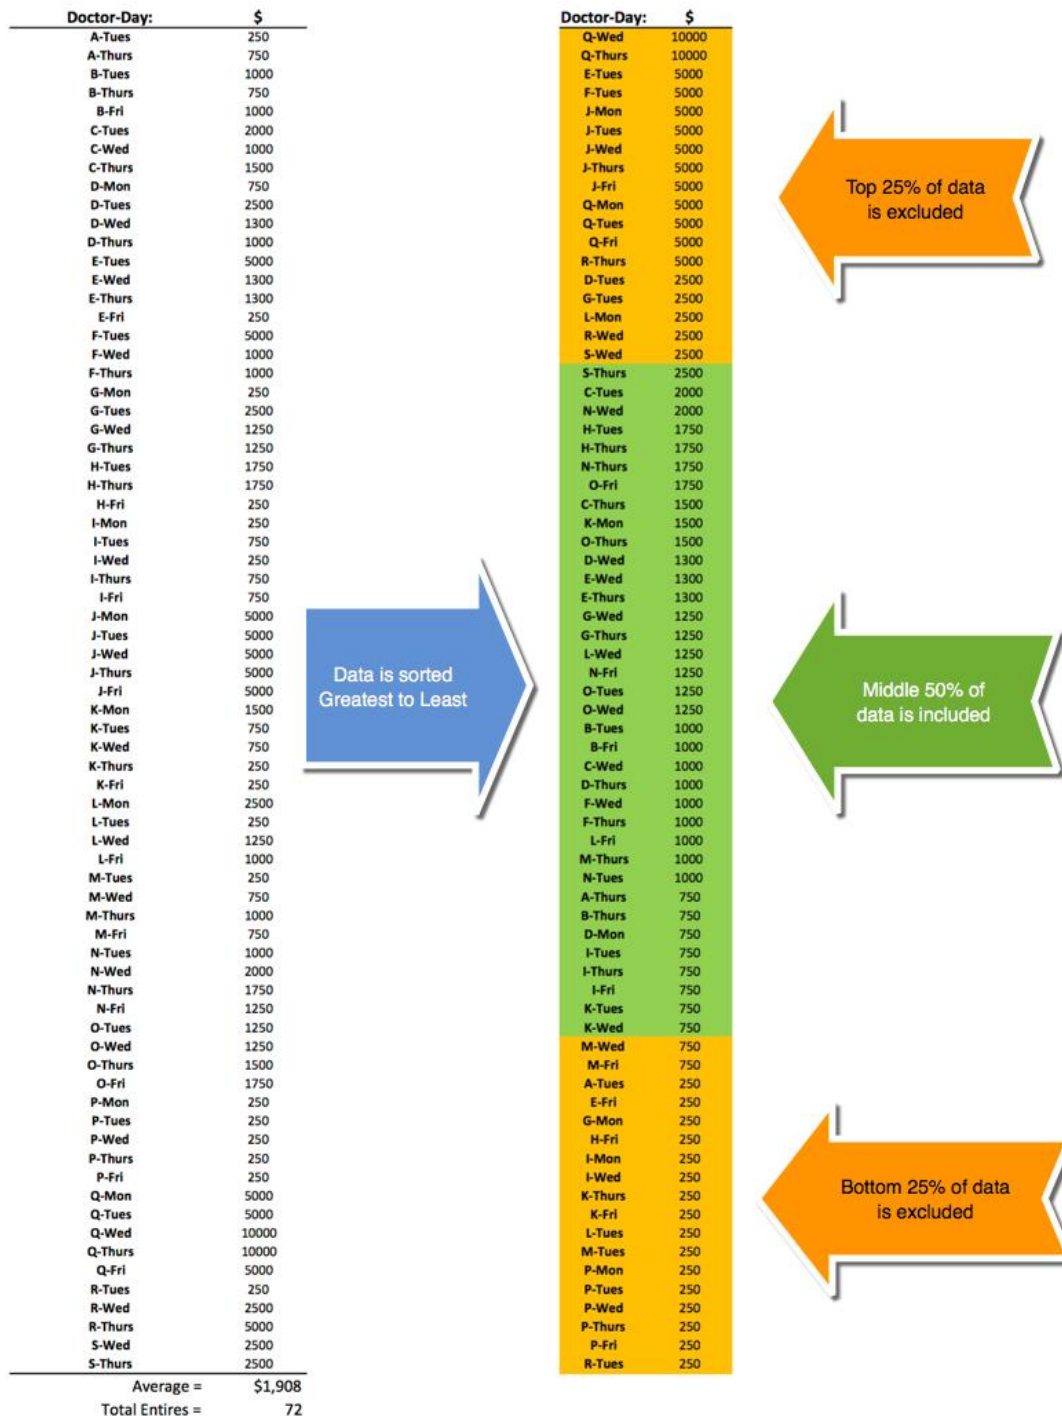 Doctor-Day: $
A-Tues 250
A-Thurs 750
B-Tues 1000
B-Thurs 750
B-Fri 1000
C-Tues 2000
C-Wed 1000
C-Thurs 1500
D-Mon 750
D-Tues 2500
D-Wed 1300
D-Thurs 1000
E-Tues 5000
E-Wed 1300
E-Thurs 1300
E-Fri 250
F-Tues 5000
F-Wed 1000
F-Thurs 1000
G-Mon 250
G-Tues 2500
G-Wed 1250
G-Thurs 1250
H-Tues 1750
H-Thurs 1750
H-Fri 250
I-Mon 250
I-Tues 750
I-Wed 250
I-Thurs 750
I-Fri 750
J-Mon 5000
J-Tues 5000
J-Wed 5000
J-Thurs 5000
J-Fri 5000
K-Mon 1500
K-Tues 750
K-Wed 750
K-Thurs 250
K-Fri 250
L-Mon 2500
L-Tues 250
L-Wed 1250
L-Fri 1000
M-Tues 250
M-Wed 750
M-Thurs 1000
M-Fri 750
N-Tues 1000
N-Wed 2000
N-Thurs 1750
N-Fri 1250
O-Tues 1250
O-Wed 1250
O-Thurs 1500
O-Fri 1750
P-Mon 250
P-Tues 250
P-Wed 250
P-Thurs 250
P-Fri 250
Q-Mon 5000
Q-Tues 5000
Q-Wed 10000
Q-Thurs 10000
Q-Fri 5000
R-Tues 250
R-Wed 2500
R-Thurs 5000
S-Wed 2500
S-Thurs 2500
Average = $1,908
Total Entires = 72
Data is sorted
Greatest to Least
Doctor-Day: $
Q-Wed 10000
Q-Thurs 10000
E-Tues 5000
F-Tues 5000
J-Mon 5000
J-Tues 5000
J-Wed 5000
J-Thurs 5000
J-Fri 5000
Q-Mon 5000
Q-Tues 5000
Q-Fri 5000
R-Thurs 5000
D-Tues 2500
G-Tues 2500
L-Mon 2500
R-Wed 2500
S-Wed 2500
S-Thurs 2500
C-Tues 2000
N-Wed 2000
H-Tues 1750
H-Thurs 1750
N-Thurs 1750
O-Fri 1750
C-Thurs 1500
K-Mon 1500
O-Thurs 1500
D-Wed 1300
E-Wed 1300
E-Thurs 1300
G-Wed 1250
G-Thurs 1250
L-Wed 1250
N-Fri 1250
O-Tues 1250
O-Wed 1250
B-Tues 1000
B-Fri 1000
C-Wed 1000
D-Thurs 1000
F-Wed 1000
F-Thurs 1000
L-Fri 1000
M-Thurs 1000
N-Tues 1000
A-Thurs 750
B-Thurs 750
D-Mon 750
I-Tues 750
I-Thurs 750
I-Fri 750
K-Tues 750
K-Wed 750
M-Wed 750
M-Fri 750
A-Tues 250
E-Fri 250
G-Mon 250
H-Fri 250
I-Mon 250
I-Wed 250
K-Thurs 250
K-Fri 250
L-Tues 250
M-Tues 250
P-Mon 250
P-Tues 250
P-Wed 250
P-Thurs 250
P-Fri 250
R-Tues 250
Top 25% of data
is excluded
Middle 50% of
data is included
Bottom 25% of data
is excluded